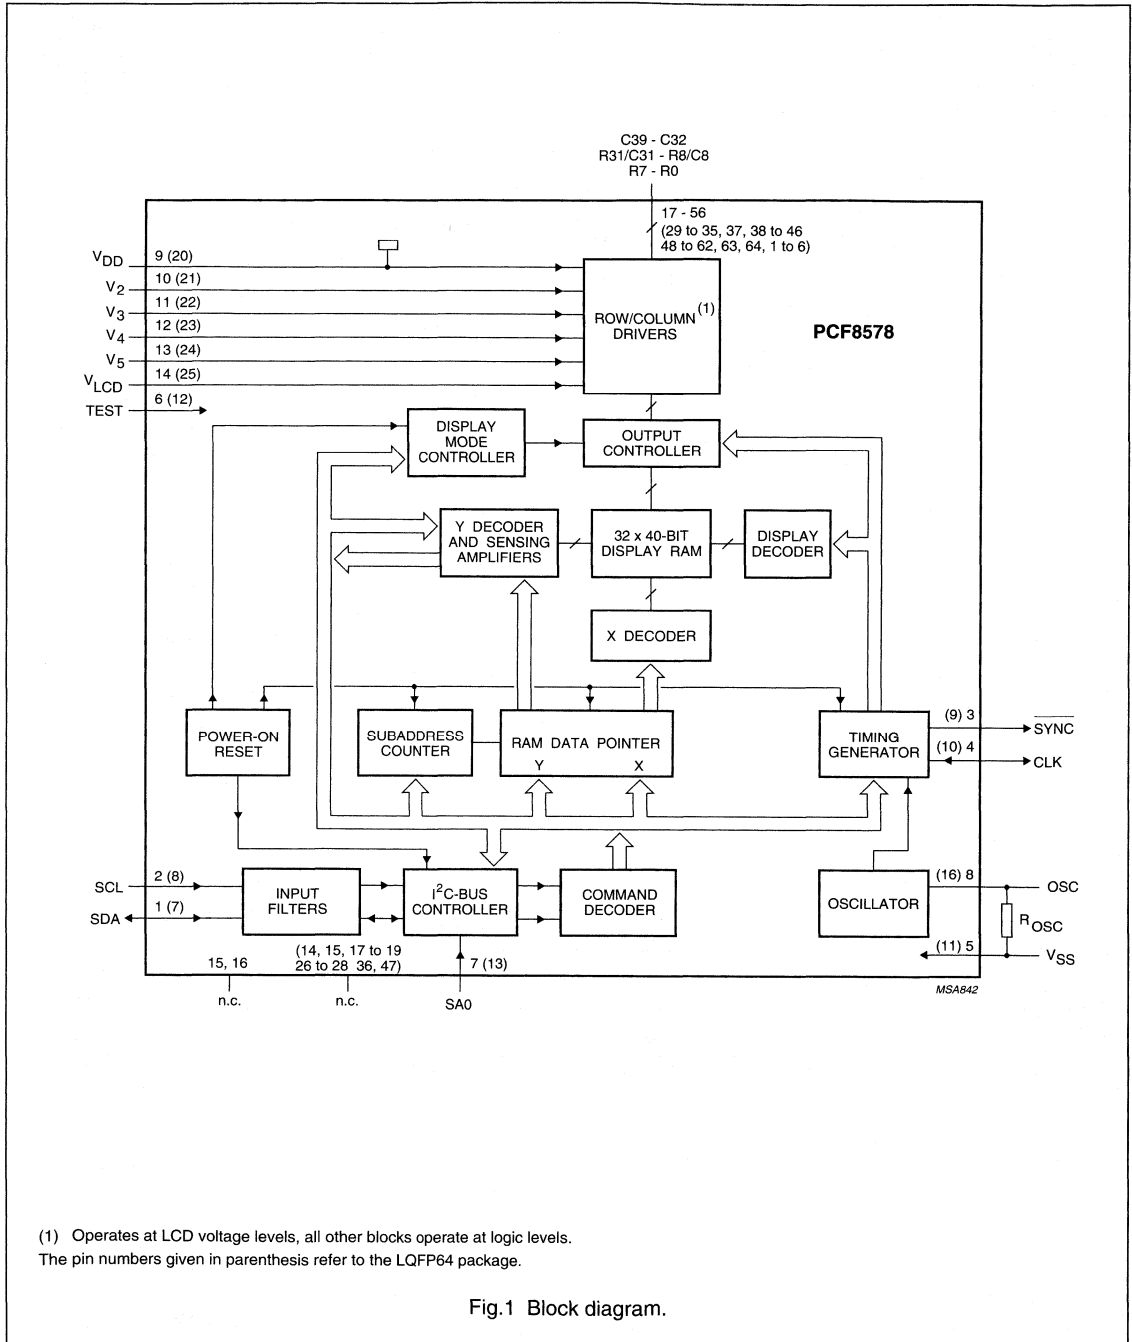 C39 - C32
R31/C31 - R8/C8
R7 - R0
17 - 56
(29 to 35, 37, 38 to 46
48 to 62, 63, 64, 1 to 6)
VDD
9 (20)
V2
10 (21)
V3
11 (22)
V4
12 (23)
V5
13 (24)
VLCD
14 (25)
TEST
6 (12)
ROW/COLUMN (1)
DRIVERS
PCF8578
DISPLAY
MODE
CONTROLLER
OUTPUT
CONTROLLER
Y DECODER
AND SENSING
AMPLIFIERS
32 x 40-BIT
DISPLAY RAM
DISPLAY
DECODER
X DECODER
POWER-ON
RESET
SUBADDRESS
COUNTER
RAM DATA POINTER
Y X
TIMING
GENERATOR
(9) 3
SYNC
(10) 4
CLK
SCL
2 (8)
SDA
1 (7)
INPUT
FILTERS
I2C-BUS
CONTROLLER
COMMAND
DECODER
OSCILLATOR
(16) 8
OSC
ROSC
(11) 5
VSS
15, 16
n.c.
(14, 15, 17 to 19
26 to 28 36, 47)
n.c.
7 (13)
SA0
MSA842
(1) Operates at LCD voltage levels, all other blocks operate at logic levels.
The pin numbers given in parenthesis refer to the LQFP64 package.
Fig.1 Block diagram.